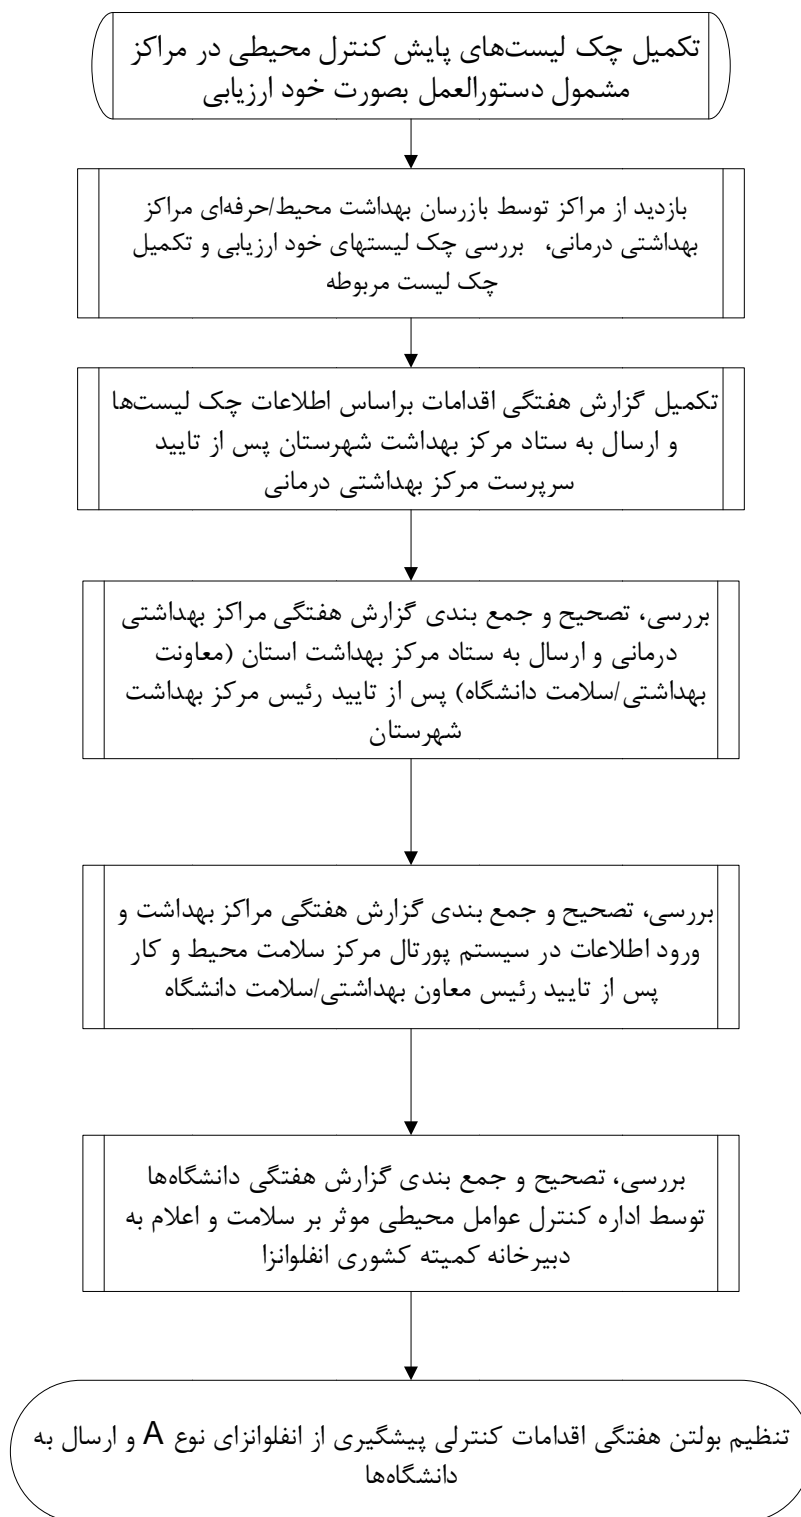 تکمیل چک لیست‌های پایش کنترل محیطی در مراکز
مشمول دستورالعمل بصورت خود ارزیابی
بازدید از مراکز توسط بازرسان بهداشت محیط/حرفه‌ای مراکز
بهداشتی درمانی، بررسی چک لیستهای خود ارزیابی و تکمیل
چک لیست مربوطه
تکمیل گزارش هفتگی اقدامات براساس اطلاعات چک لیست‌ها
و ارسال به ستاد مرکز بهداشت شهرستان پس از تایید
سرپرست مرکز بهداشتی درمانی
بررسی، تصحیح و جمع بندی گزارش هفتگی مراکز بهداشتی
درمانی و ارسال به ستاد مرکز بهداشت استان (معاونت
بهداشتی/سلامت دانشگاه) پس از تایید رئیس مرکز بهداشت
شهرستان
بررسی، تصحیح و جمع بندی گزارش هفتگی مراکز بهداشت و
ورود اطلاعات در سیستم پورتال مرکز سلامت محیط و کار
پس از تایید رئیس معاون بهداشتی/سلامت دانشگاه
بررسی، تصحیح و جمع بندی گزارش هفتگی دانشگاه‌ها
توسط اداره کنترل عوامل محیطی موثر بر سلامت و اعلام به
دبیرخانه کمیته کشوری انفلوانزا
تنظیم بولتن هفتگی اقدامات کنترلی پیشگیری از انفلوانزای نوع A و ارسال به
دانشگاه‌ها